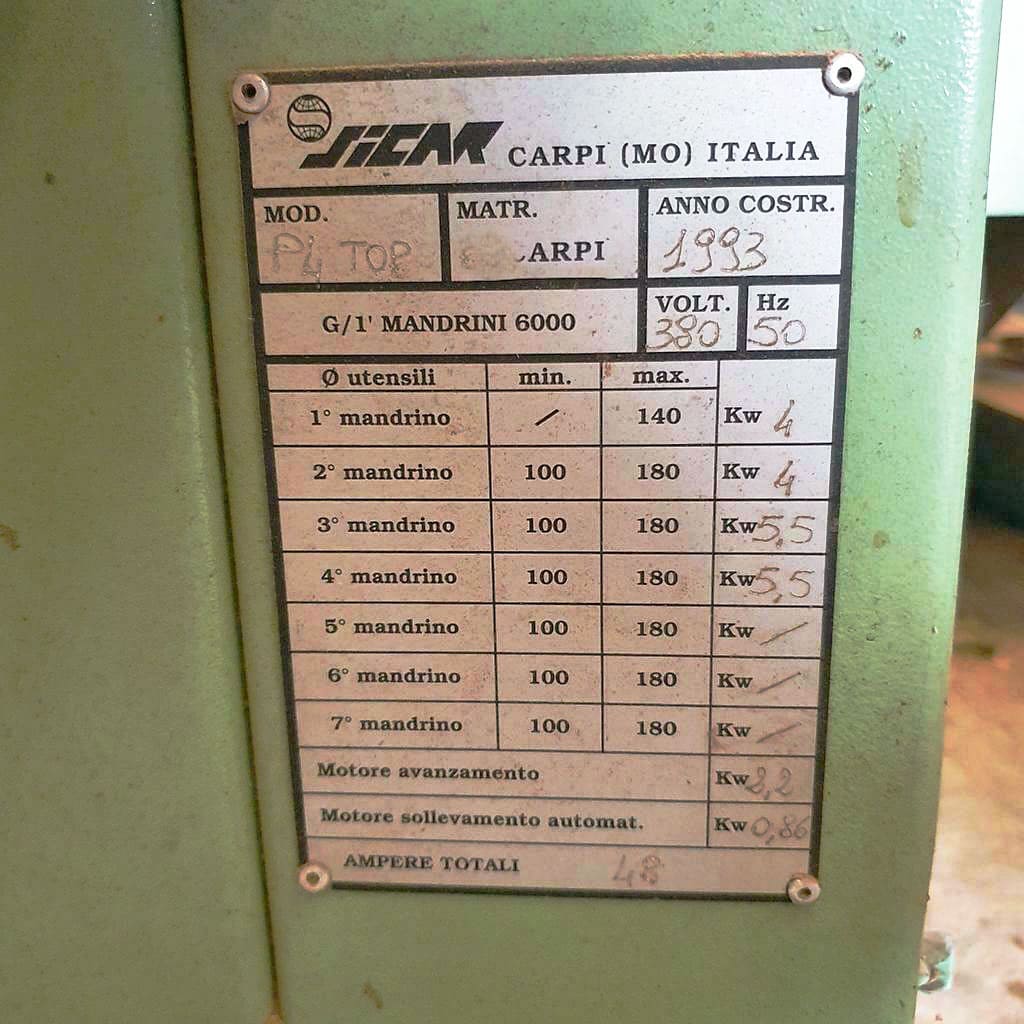 SICAR CARPI (MO) ITALIA
MOD. MATR. ANNO COSTR.
P4 TOP CARPI 1993
G/1' MANDRINI 6000 VOLT. 380 Hz 50
Ø utensili min. max.
1° mandrino / 140 Kw 4
2° mandrino 100 180 Kw 4
3° mandrino 100 180 Kw 5,5
4° mandrino 100 180 Kw 5,5
5° mandrino 100 180 Kw /
6° mandrino 100 180 Kw /
7° mandrino 100 180 Kw /
Motore avanzamento Kw 2,2
Motore sollevamento automat. Kw 0,86
AMPERE TOTALI 48